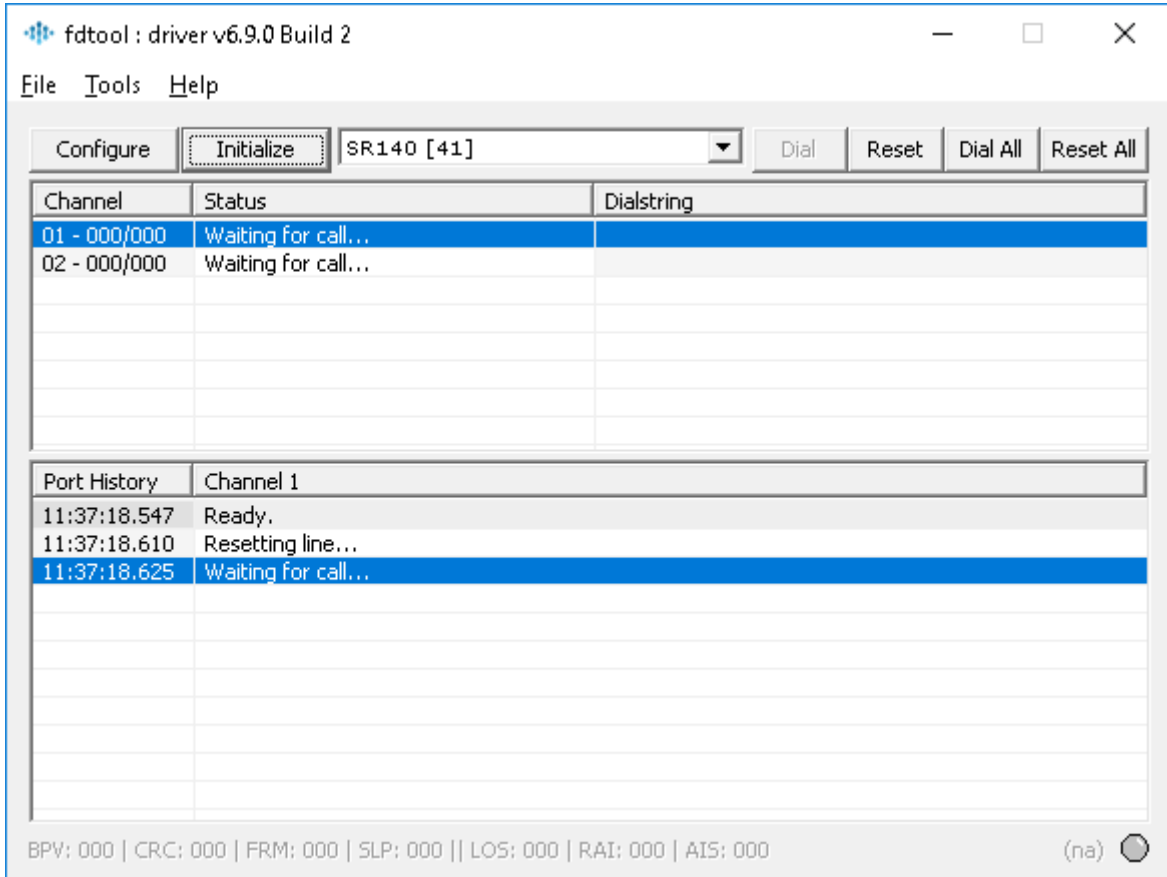 fdtool : driver v6.9.0 Build 2
File Tools Help
Configure Initialize SR140 [41] Dial Reset Dial All Reset All
Channel Status Dialstring
01 - 000/000 Waiting for call...
02 - 000/000 Waiting for call...
Port History Channel 1
11:37:18.547 Ready.
11:37:18.610 Resetting line...
11:37:18.625 Waiting for call...
BPV: 000 | CRC: 000 | FRM: 000 | SLP: 000 || LOS: 000 | RAI: 000 | AIS: 000 (na)